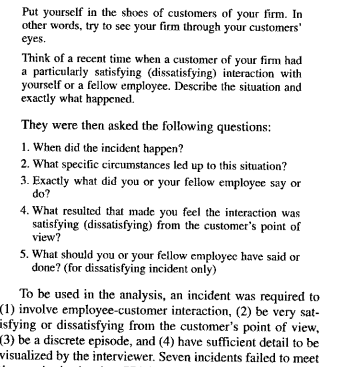 Put yourself in the shoes of customers of your firm. In
other words, try to see your firm through your customers'
eyes.
Think of a recent time when a customer of your firm had
a particularly satisfying (dissatisfying) interaction with
yourself or a fellow employee. Describe the situation and
exactly what happened.
They were then asked the following questions:
1. When did the incident happen?
2. What specific circumstances led up to this situation?
3. Exactly what did you or your fellow employee say or
do?
4. What resulted that made you feel the interaction was
satisfying (dissatisfying) from the customer's point of
view?
5. What should you or your fellow employee have said or
done? (for dissatisfying incident only)
To be used in the analysis, an incident was required to
(1) involve employee-customer interaction, (2) be very sat-
isfying or dissatisfying from the customer's point of view,
(3) be a discrete episode, and (4) have sufficient detail to be
visualized by the interviewer. Seven incidents failed to meet